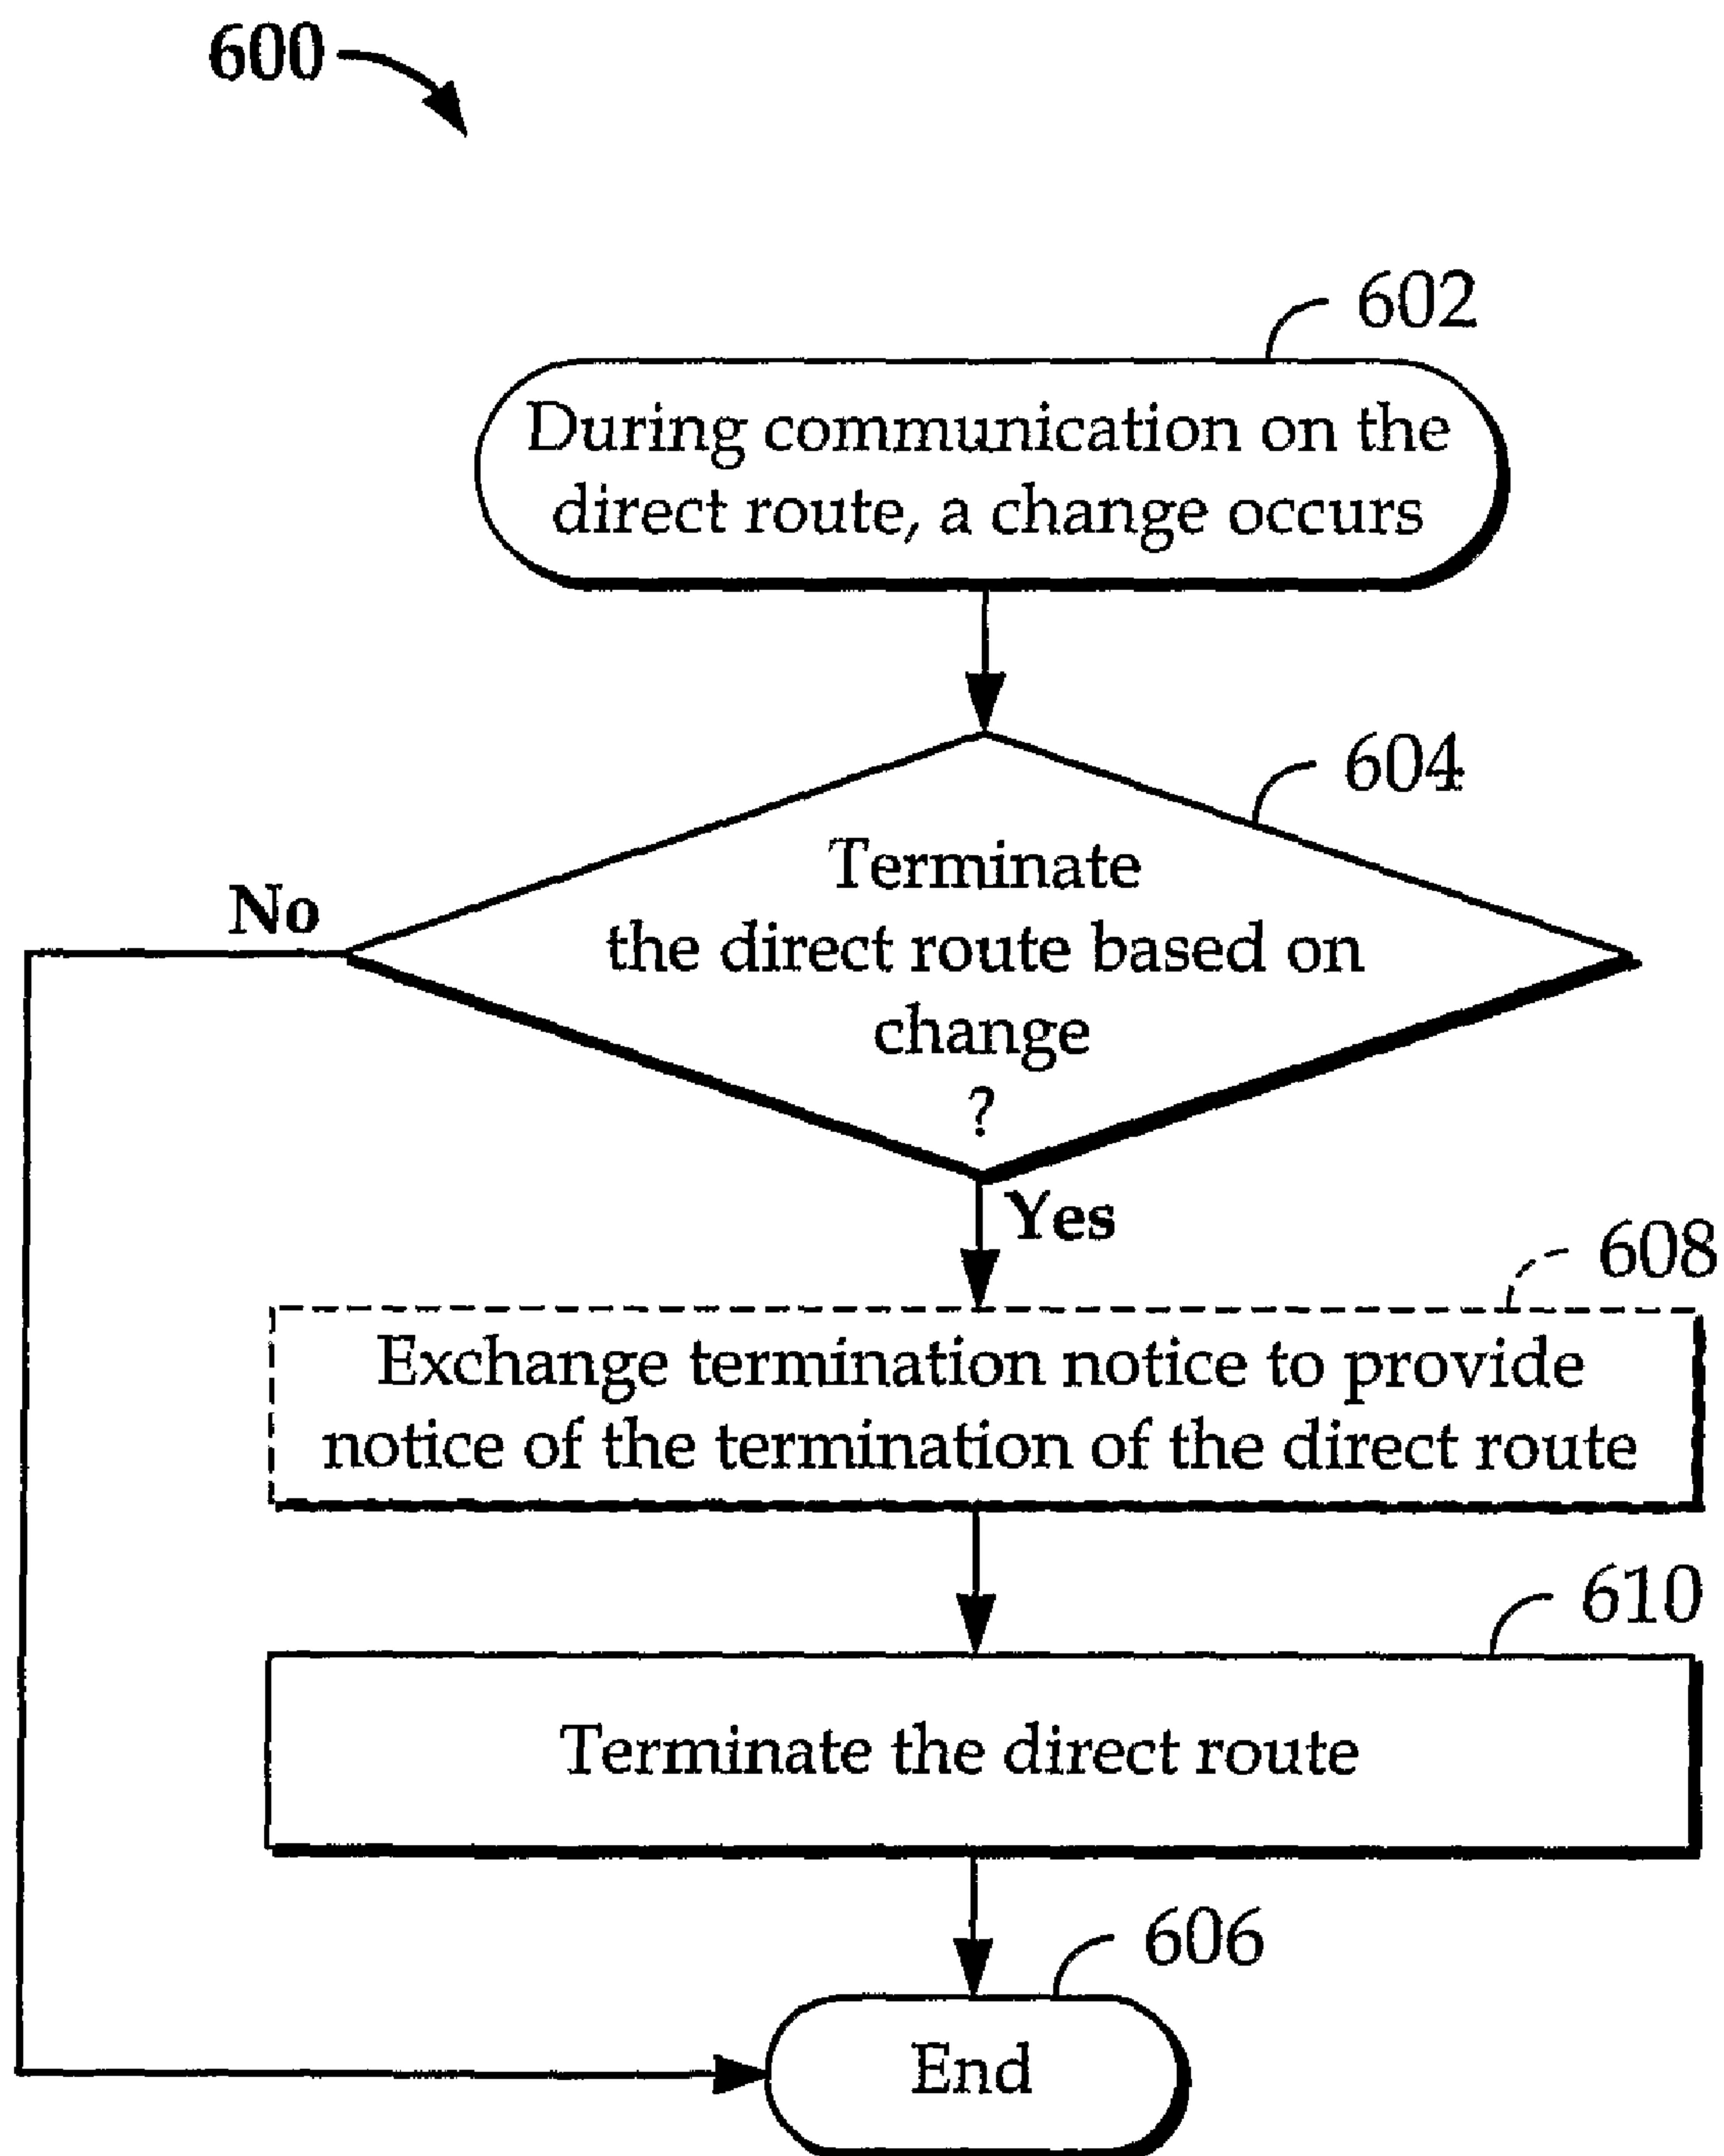 600
602
During communication on the
direct route, a change occurs
604
Terminate
the direct route based on
change
?
No
Yes
608
Exchange termination notice to provide
notice of the termination of the direct route
610
Terminate the direct route
606
End